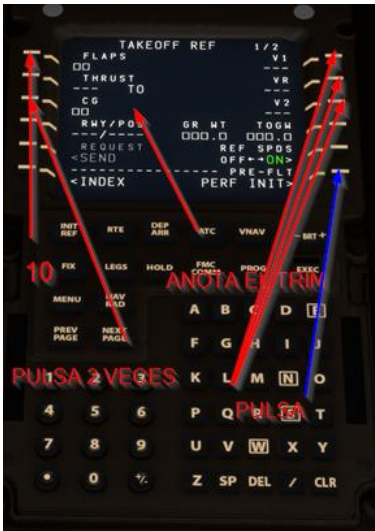 TAKEOFF REF 1/2
FLAPS V1
□□ ---
THRUST VR
--- TO ---
CG V2
□□ ---
RWY/POS GR WT TOGW
---/--- □□□.□ □□□.□
REQUEST REF SPDS
<SEND OFF←→ON>
PRE-FLT
<INDEX PERF INIT>
INIT REF RTE DEP ARR ATC VNAV - BRT +
10 FIX LEGS HOLD FMC COMM PROG EXEC
ANOTA EL TRIM
MENU NAV RAD
A B C D E
PREV PAGE NEXT PAGE
F G H I J
PULSA 2 VECES
1 2 3 K L M N O
PULSA
4 5 6 P Q R S T
7 8 9 U V W X Y
• 0 +/- Z SP DEL / CLR